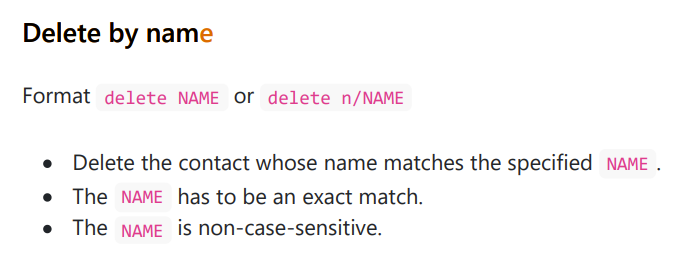 Delete by name
Format delete NAME or delete n/NAME
• Delete the contact whose name matches the specified NAME .
• The NAME has to be an exact match.
• The NAME is non-case-sensitive.